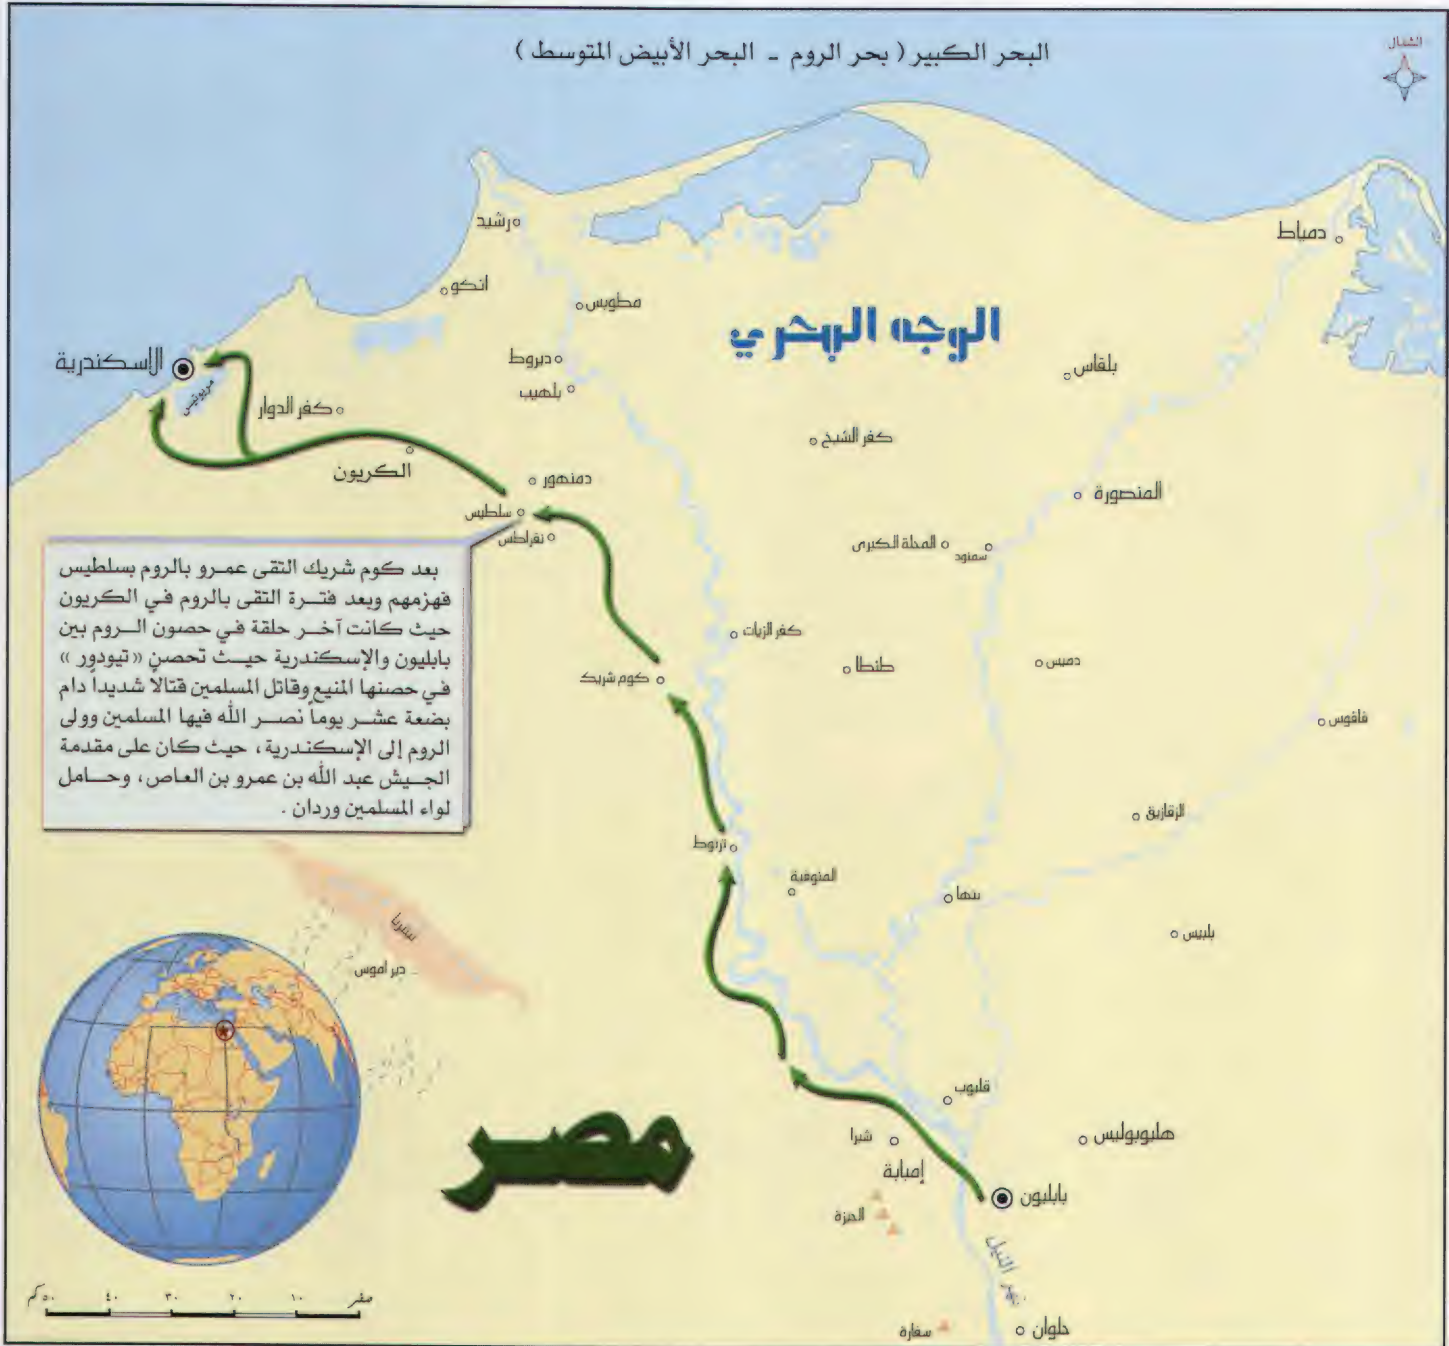 البحر الكبير ( بحر الروم - البحر الأبيض المتوسط )
الشمال
رشيد
دمياط
ادكو
مطوبس
الوجه البحري
ديروط
الإسكندرية
مريوتيس
بلقاس
بلهيب
كفر الدوار
كفر الشيخ
الكريون
دمنهور
المنصورة
سلطيس
نقراطس
المحلة الكبرى
سمنود
بعد كوم شريك التقى عمرو بالروم بسلطيس
فهزمهم وبعد فترة التقى بالروم في الكريون
حيث كانت آخر حلقة في حصون الروم بين
بابليون والإسكندرية حيث تحصن «تيودور»
في حصنها المنيع وقاتل المسلمين قتالا شديداً دام
بضعة عشر يوماً نصر الله فيها المسلمين وولى
الروم إلى الإسكندرية، حيث كان على مقدمة
الجيش عبد الله بن عمرو بن العاص، وحامل
لواء المسلمين وردان .
كفر الزيات
طنطا
دميس
كوم شريك
فاقوس
الزقازيق
ترنوط
المنوفية
بنها
بلبيس
نيتريا
دير اموس
قليوب
مصر
شبرا
هليوبوليس
إمبابة
بابليون
الجيزة
نهر النيل
سقارة
حلوان
صفر ١٠ ٢٠ ٣٠ ٤٠ ٥٠ كم